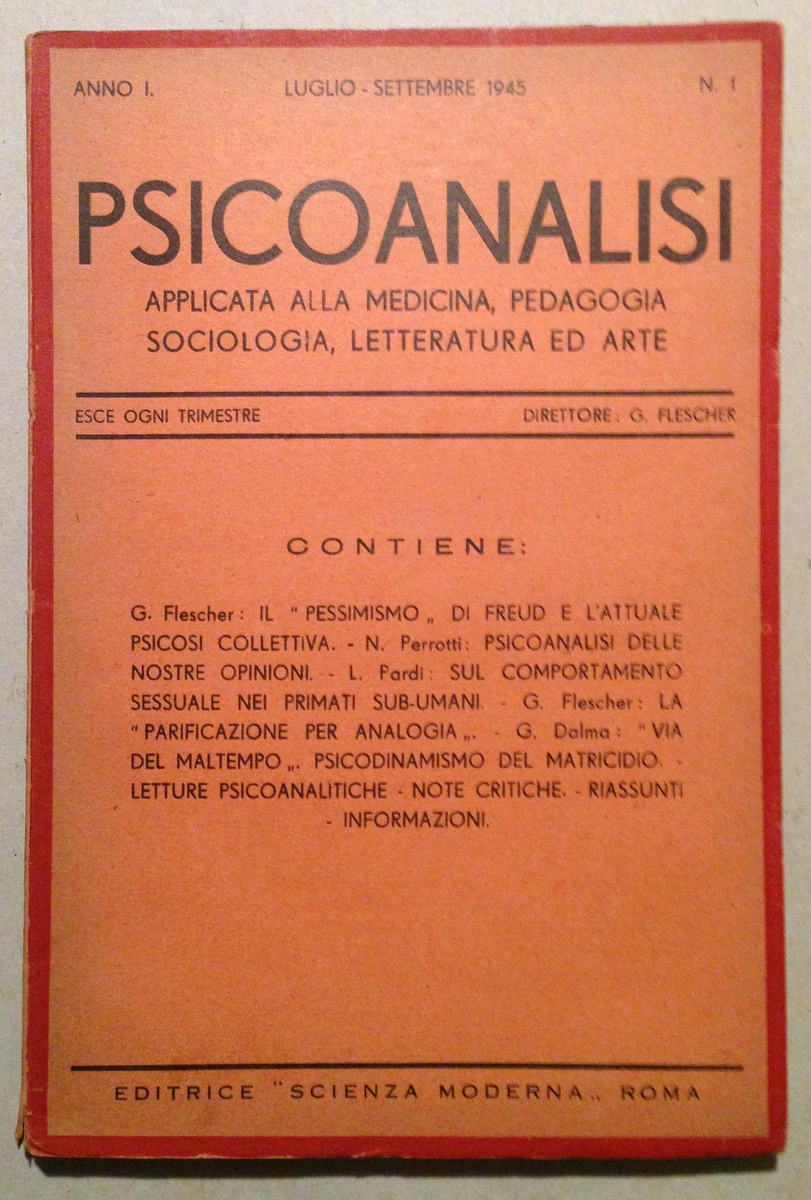 ANNO I. LUGLIO - SETTEMBRE 1945 N. 1
PSICOANALISI
APPLICATA ALLA MEDICINA, PEDAGOGIA
SOCIOLOGIA, LETTERATURA ED ARTE
ESCE OGNI TRIMESTRE DIRETTORE: G. FLESCHER
CONTIENE:
G. Flescher: IL “ PESSIMISMO „ DI FREUD E L'ATTUALE
PSICOSI COLLETTIVA. - N. Perrotti: PSICOANALISI DELLE
NOSTRE OPINIONI. - L. Pardi: SUL COMPORTAMENTO
SESSUALE NEI PRIMATI SUB-UMANI. - G. Flescher: LA
“ PARIFICAZIONE PER ANALOGIA „. - G. Dalma: “ VIA
DEL MALTEMPO „. PSICODINAMISMO DEL MATRICIDIO. -
LETTURE PSICOANALITICHE - NOTE CRITICHE. - RIASSUNTI
- INFORMAZIONI.
EDITRICE “SCIENZA MODERNA„ ROMA